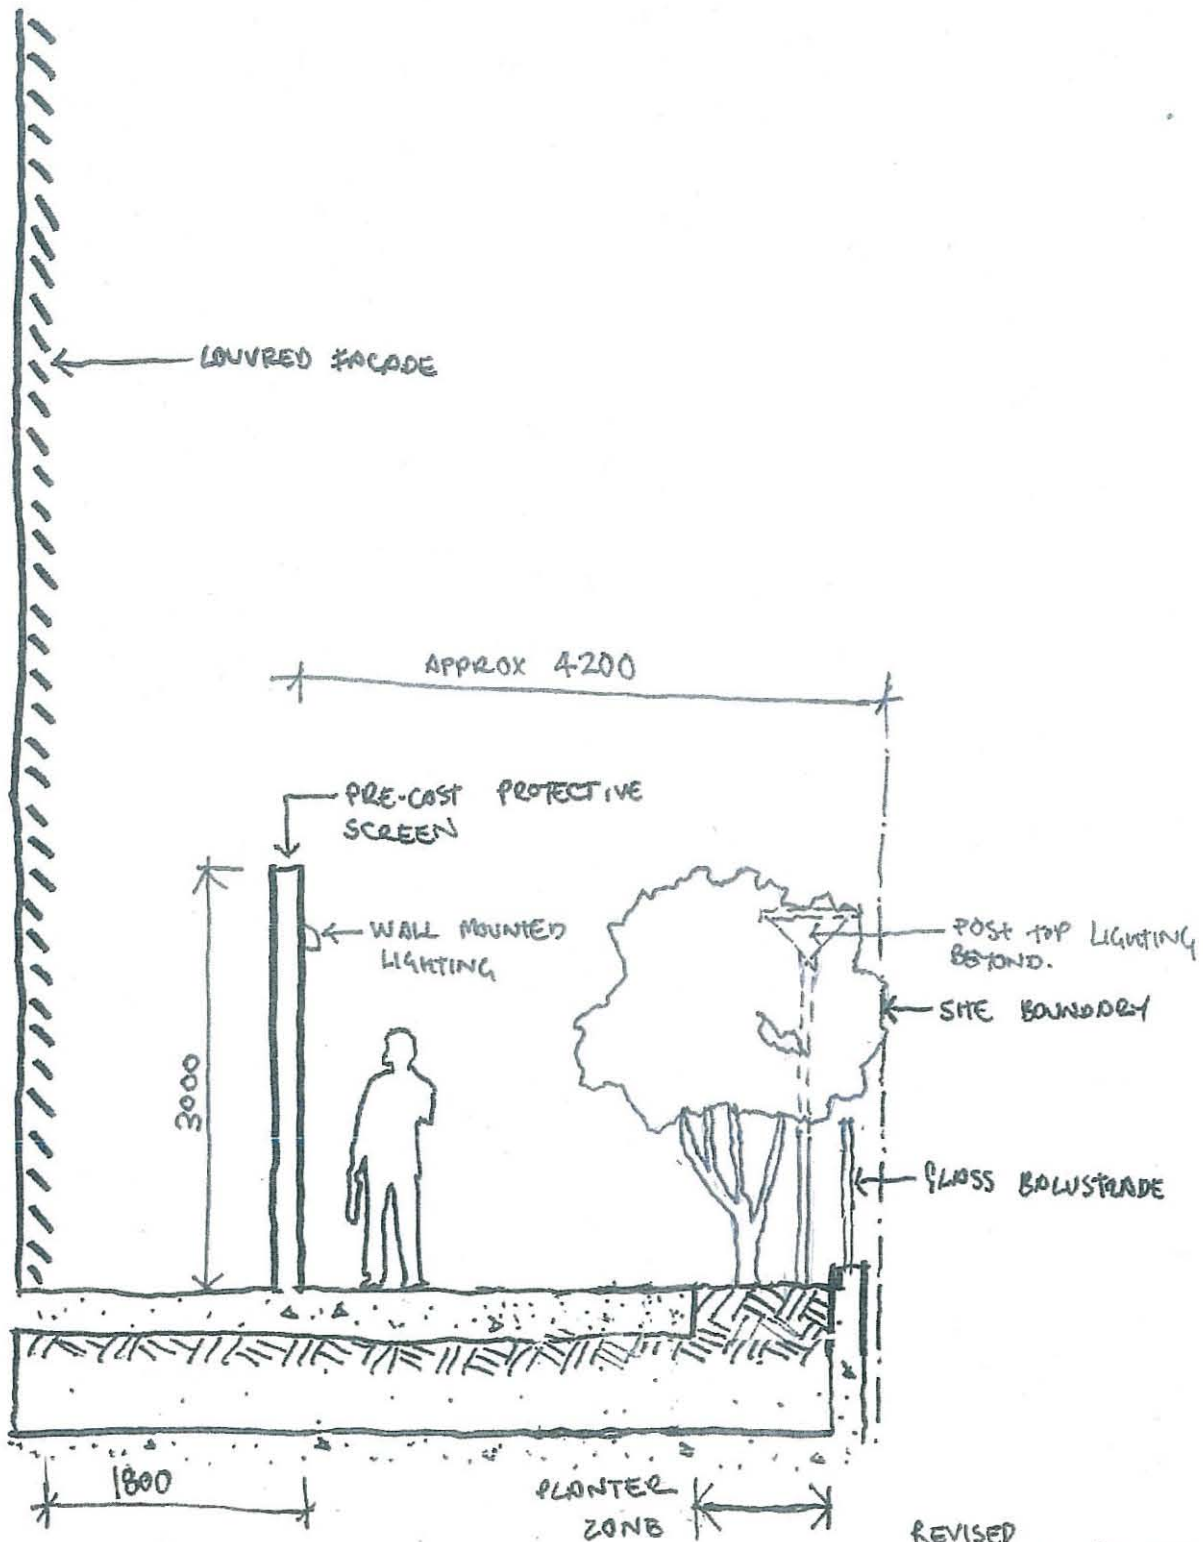 LOUVRED FACADE
APPROX 4200
PRE-CAST PROTECTIVE
SCREEN
WALL MOUNTED
LIGHTING
POST TOP LIGHTING
BEYOND.
SITE BOUNDARY
3000
GLASS BALUSTRADE
1800
PLANTER
ZONE
REVISED